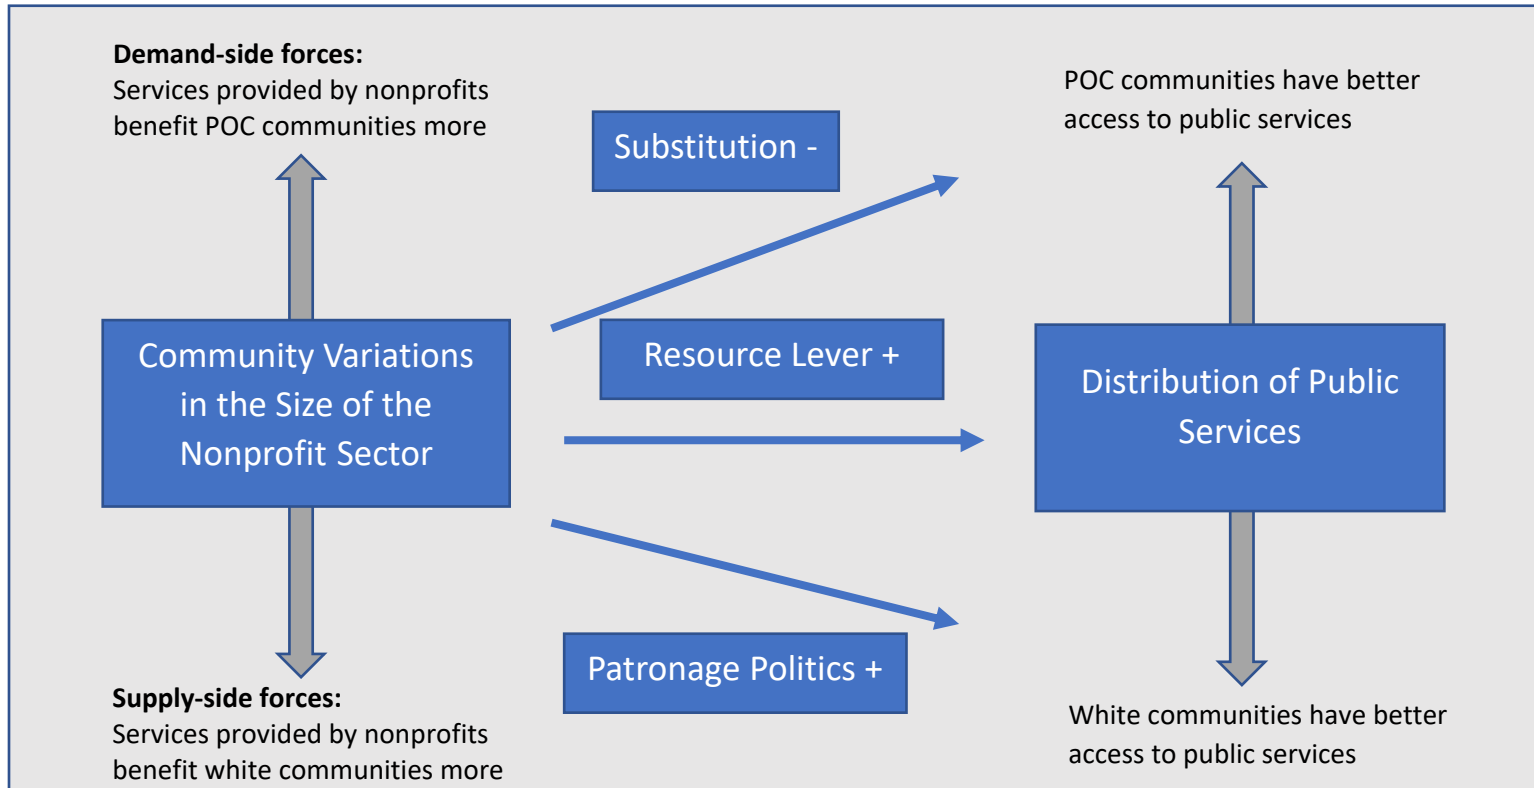 Demand-side forces:
Services provided by nonprofits
benefit POC communities more
Substitution -
POC communities have better
access to public services
Community Variations
in the Size of the
Nonprofit Sector
Resource Lever +
Distribution of Public
Services
Patronage Politics +
Supply-side forces:
Services provided by nonprofits
benefit white communities more
White communities have better
access to public services